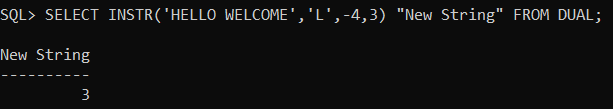 SQL> SELECT INSTR('HELLO WELCOME','L',-4,3) "New String" FROM DUAL;
New String
----------
3